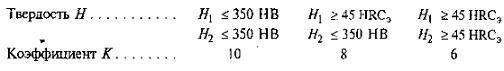 Твердость H . . . . . . . . . . . H₁ ≤ 350 HB H₁ ≥ 45 HRCэ H₁ ≥ 45 HRCэ
H₂ ≤ 350 HB H₂ ≤ 350 HB H₂ ≥ 45 HRCэ
Коэффициент K . . . . . . . . 10 8 6